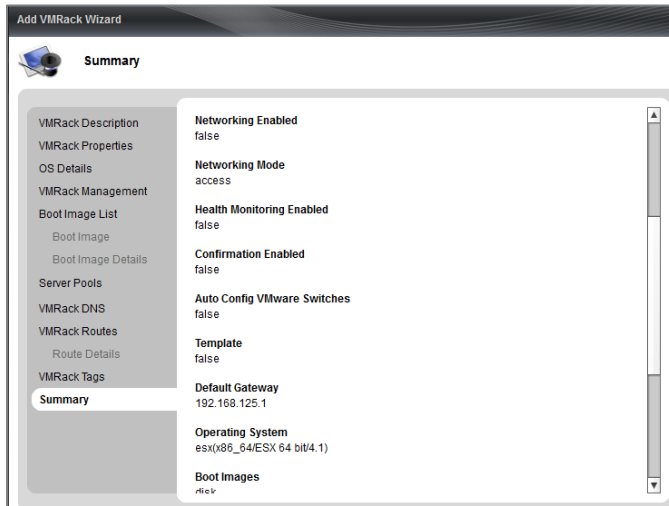 Add VMRack Wizard
Summary
VMRack Description
VMRack Properties
OS Details
VMRack Management
Boot Image List
Boot Image
Boot Image Details
Server Pools
VMRack DNS
VMRack Routes
Route Details
VMRack Tags
Summary
Networking Enabled
false
Networking Mode
access
Health Monitoring Enabled
false
Confirmation Enabled
false
Auto Config VMware Switches
false
Template
false
Default Gateway
192.168.125.1
Operating System
esx(x86_64/ESX 64 bit/4.1)
Boot Images
disk